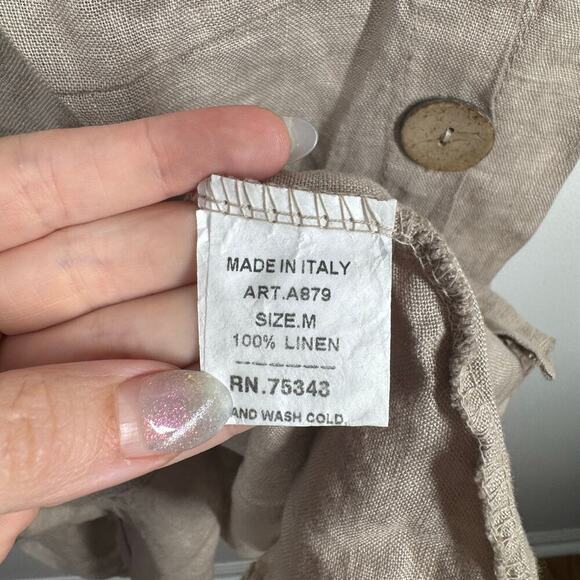 MADE IN ITALY
ART.A879
SIZE.M
100% LINEN
RN.75343
AND WASH COLD.